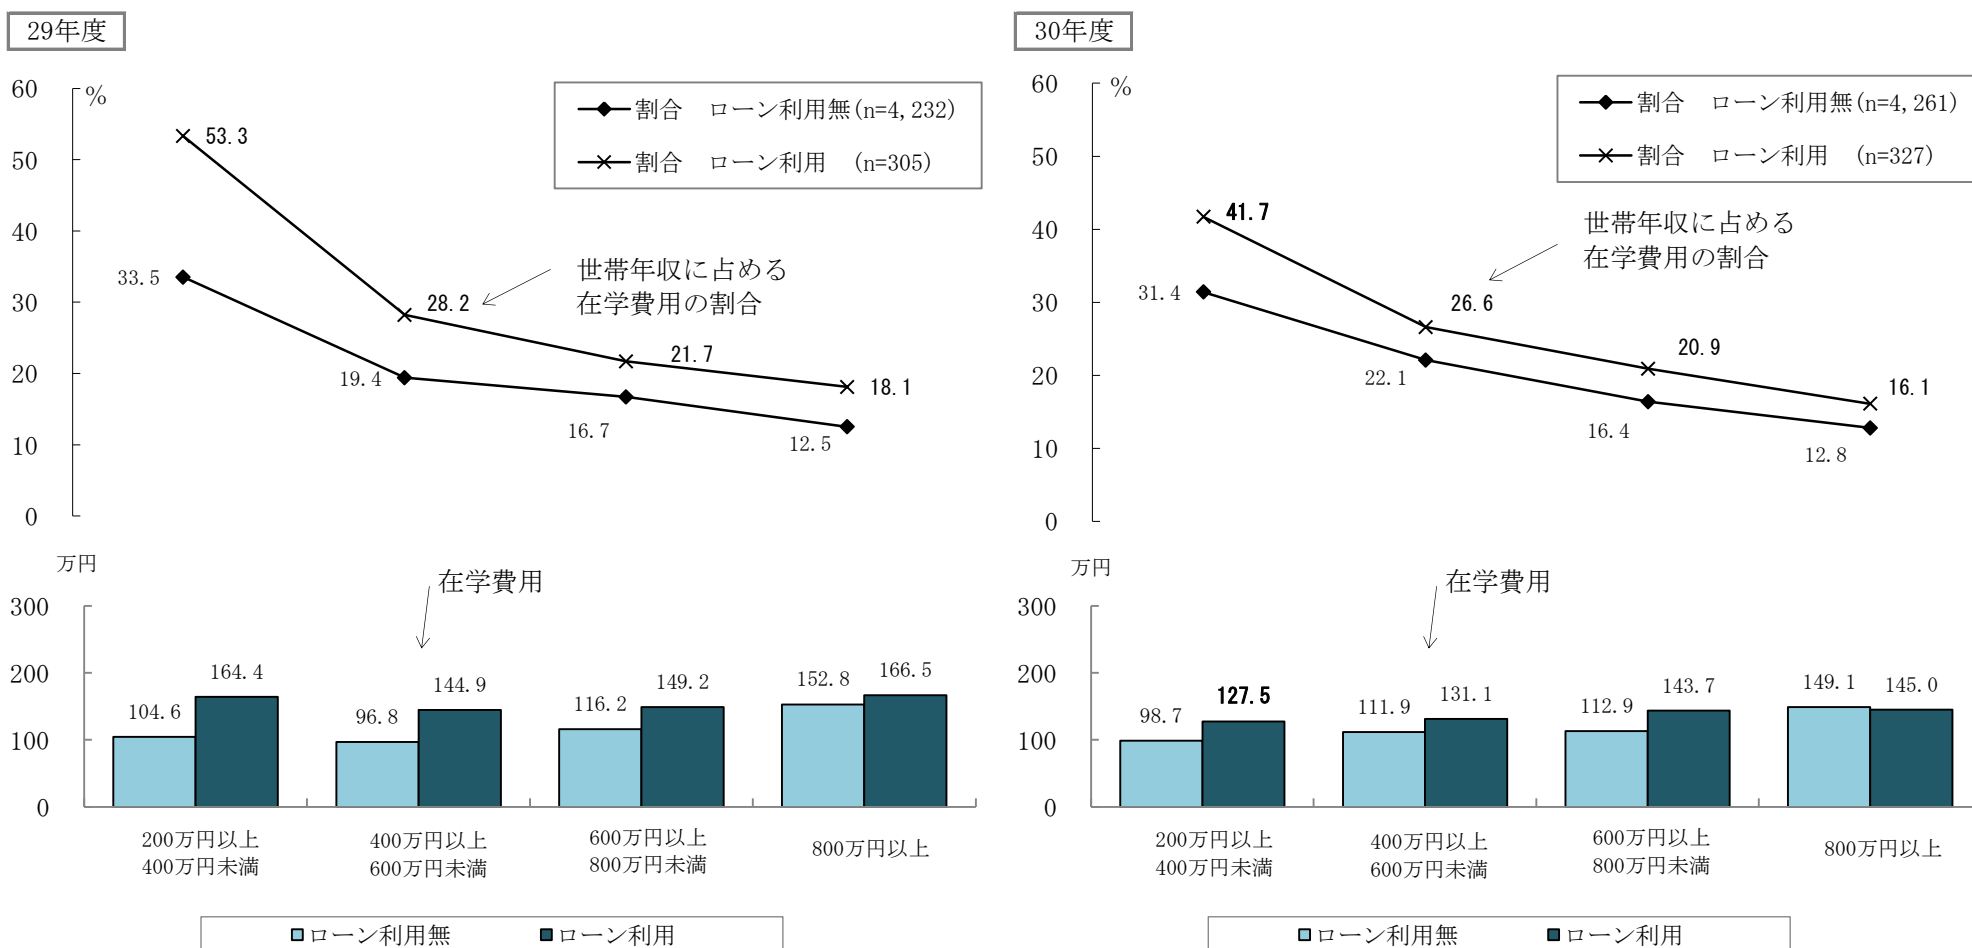 29年度
60
%
50
40
30
20
10
0
割合　ローン利用無(n=4,232)
割合　ローン利用　(n=305)
53.3
33.5
28.2
19.4
21.7
16.7
18.1
12.5
世帯年収に占める
在学費用の割合
万円
在学費用
300
200
100
0
104.6
164.4
96.8
144.9
116.2
149.2
152.8
166.5
200万円以上
400万円未満
400万円以上
600万円未満
600万円以上
800万円未満
800万円以上
ローン利用無
ローン利用
30年度
60
%
50
40
30
20
10
0
割合　ローン利用無(n=4,261)
割合　ローン利用　(n=327)
41.7
31.4
26.6
22.1
20.9
16.4
16.1
12.8
世帯年収に占める
在学費用の割合
万円
在学費用
300
200
100
0
98.7
127.5
111.9
131.1
112.9
143.7
149.1
145.0
200万円以上
400万円未満
400万円以上
600万円未満
600万円以上
800万円未満
800万円以上
ローン利用無
ローン利用